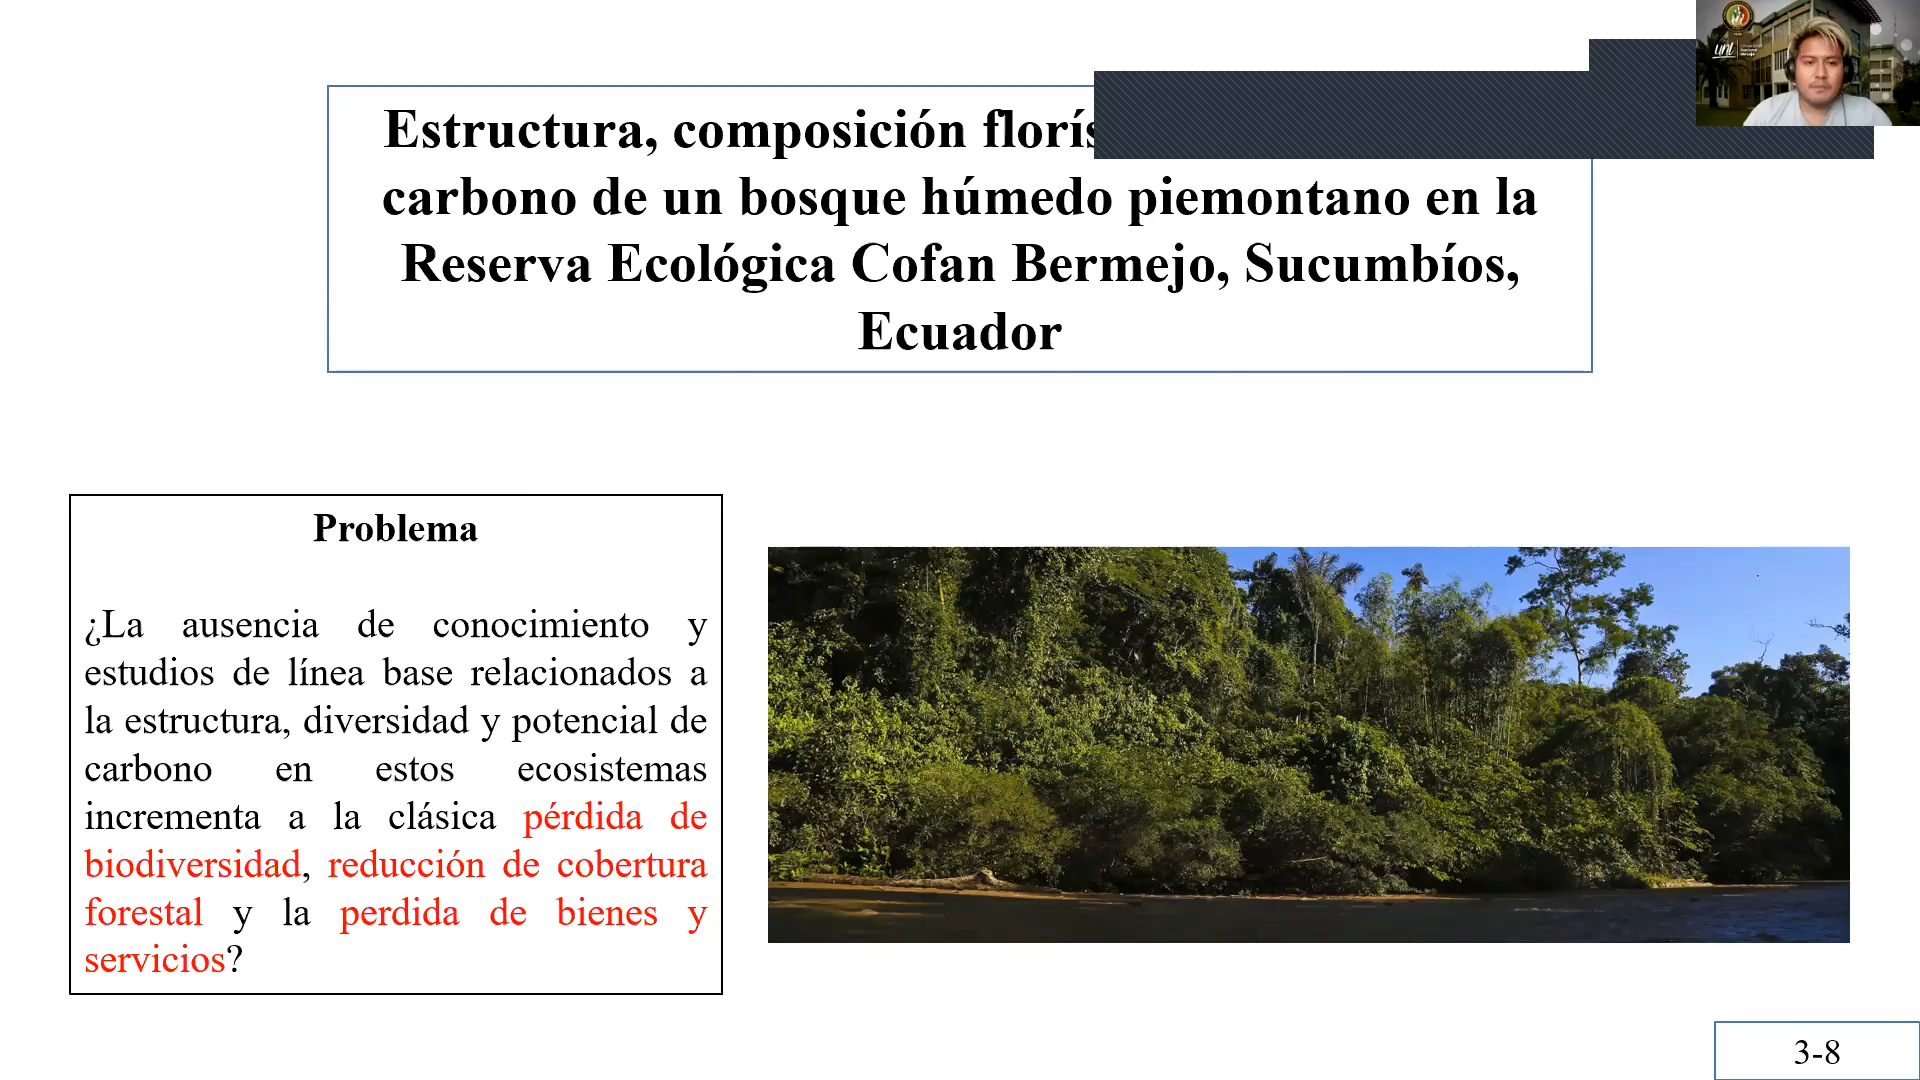 Estructura, composición florís
carbono de un bosque húmedo piemontano en la
Reserva Ecológica Cofan Bermejo, Sucumbíos,
Ecuador
Problema
¿La ausencia de conocimiento y
estudios de línea base relacionados a
la estructura, diversidad y potencial de
carbono en estos ecosistemas
incrementa a la clásica pérdida de
biodiversidad, reducción de cobertura
forestal y la perdida de bienes y
servicios?
3-8
unl